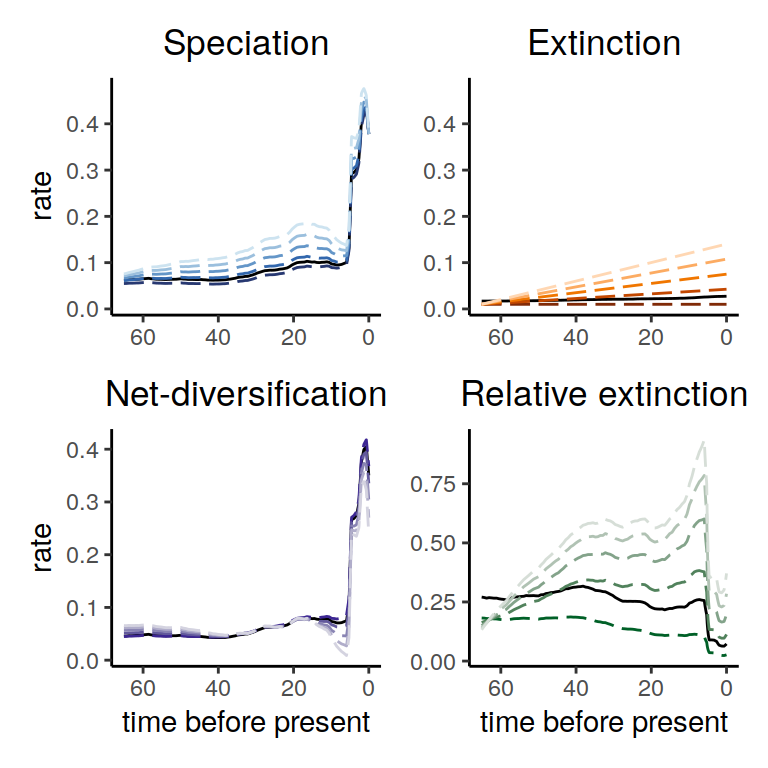 Speciation
Extinction
rate
0.4
0.3
0.2
0.1
0.0
60 40 20 0
0.4
0.3
0.2
0.1
0.0
60 40 20 0
Net-diversification
Relative extinction
rate
0.4
0.3
0.2
0.1
0.0
60 40 20 0
time before present
0.75
0.50
0.25
0.00
60 40 20 0
time before present